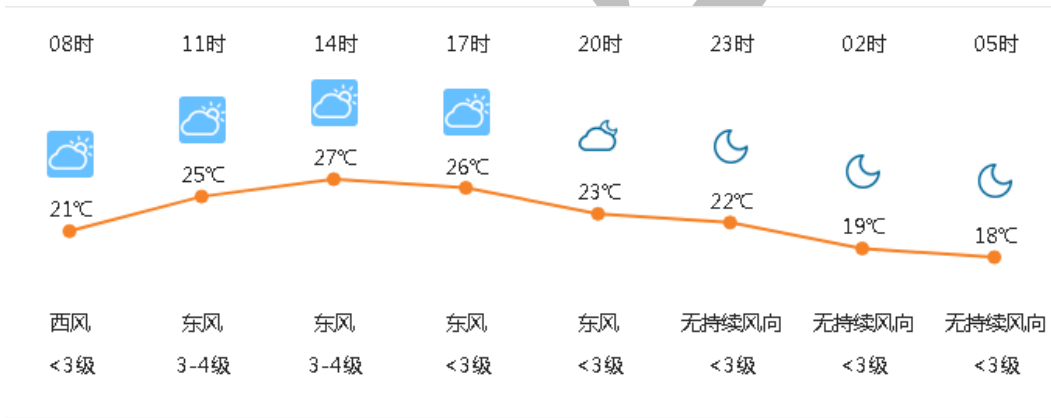 08时 11时 14时 17时 20时 23时 02时 05时
21℃ 25℃ 27℃ 26℃ 23℃ 22℃ 19℃ 18℃
西风 东风 东风 东风 东风 无持续风向 无持续风向 无持续风向
<3级 3-4级 3-4级 <3级 <3级 <3级 <3级 <3级